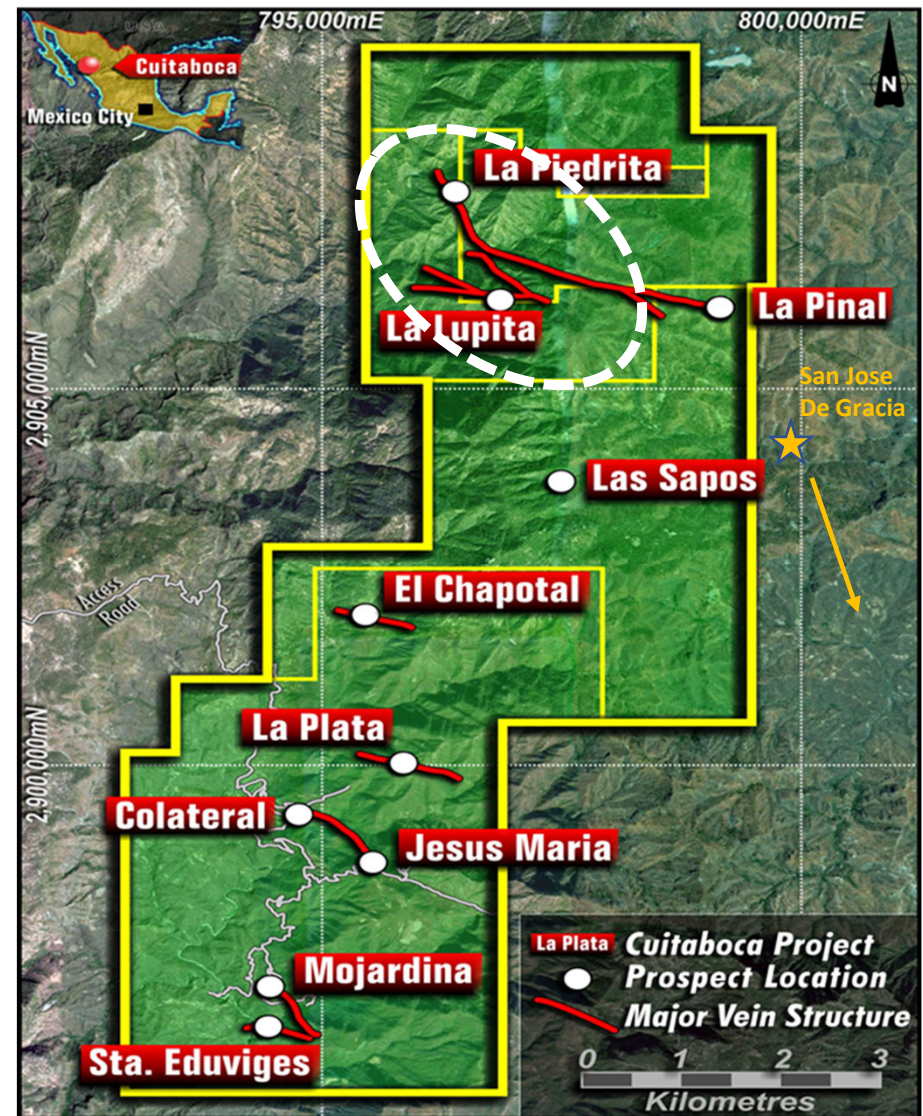 795,000mE
800,000mE
USA
Cuitaboca
Mexico City
N
La Piedrita
La Pinal
La Lupita
2,905,000mN
San Jose
De Gracia
Las Sapos
El Chapotal
Access
Road
La Plata
2,900,000mN
Colateral
Jesus Maria
Mojardina
Sta. Eduviges
La Plata Cuitaboca Project
Prospect Location
Major Vein Structure
0 1 2 3
Kilometres